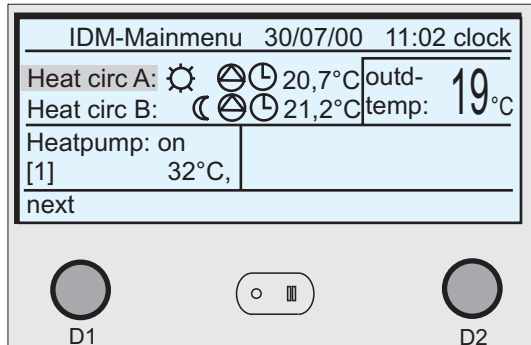 IDM-Mainmenu 30/07/00 11:02 clock
Heat circ A: 20,7°C outd-
Heat circ B: 21,2°C temp: 19°C
Heatpump: on
[1] 32°C,
next
D1 D2